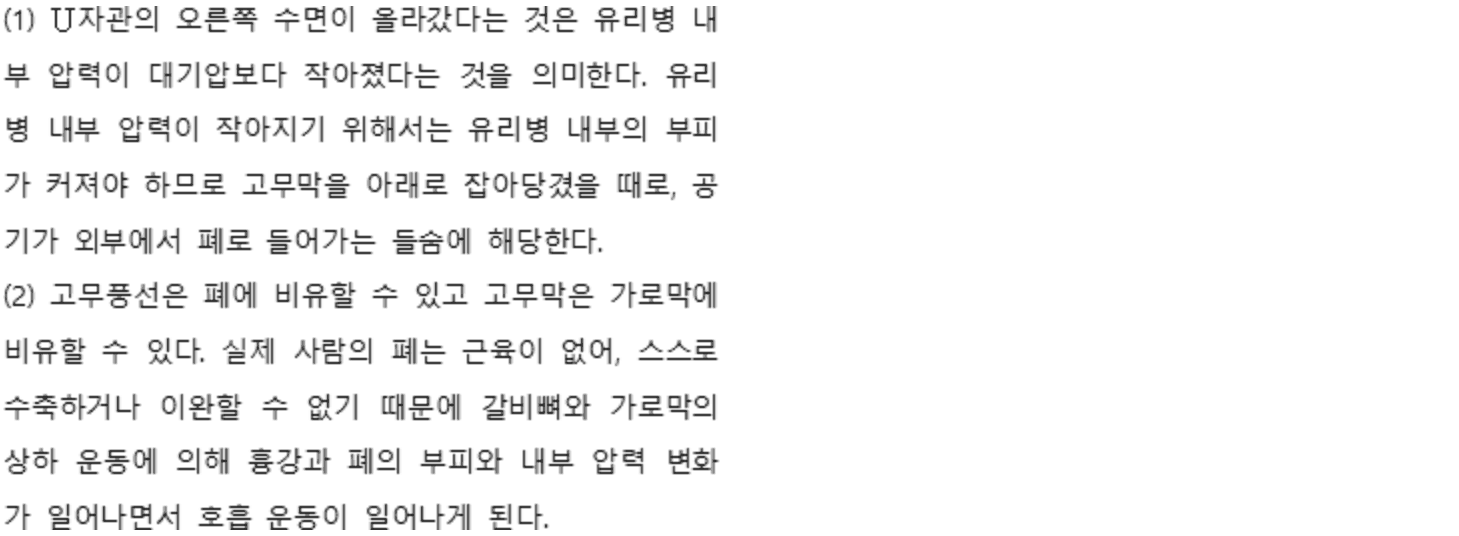 (1) U자관의 오른쪽 수면이 올라갔다는 것은 유리병 내
부 압력이 대기압보다 작아졌다는 것을 의미한다. 유리
병 내부 압력이 작아지기 위해서는 유리병 내부의 부피
가 커져야 하므로 고무막을 아래로 잡아당겼을 때로, 공
기가 외부에서 폐로 들어가는 들숨에 해당한다.
(2) 고무풍선은 폐에 비유할 수 있고 고무막은 가로막에
비유할 수 있다. 실제 사람의 폐는 근육이 없어, 스스로
수축하거나 이완할 수 없기 때문에 갈비뼈와 가로막의
상하 운동에 의해 흉강과 폐의 부피와 내부 압력 변화
가 일어나면서 호흡 운동이 일어나게 된다.